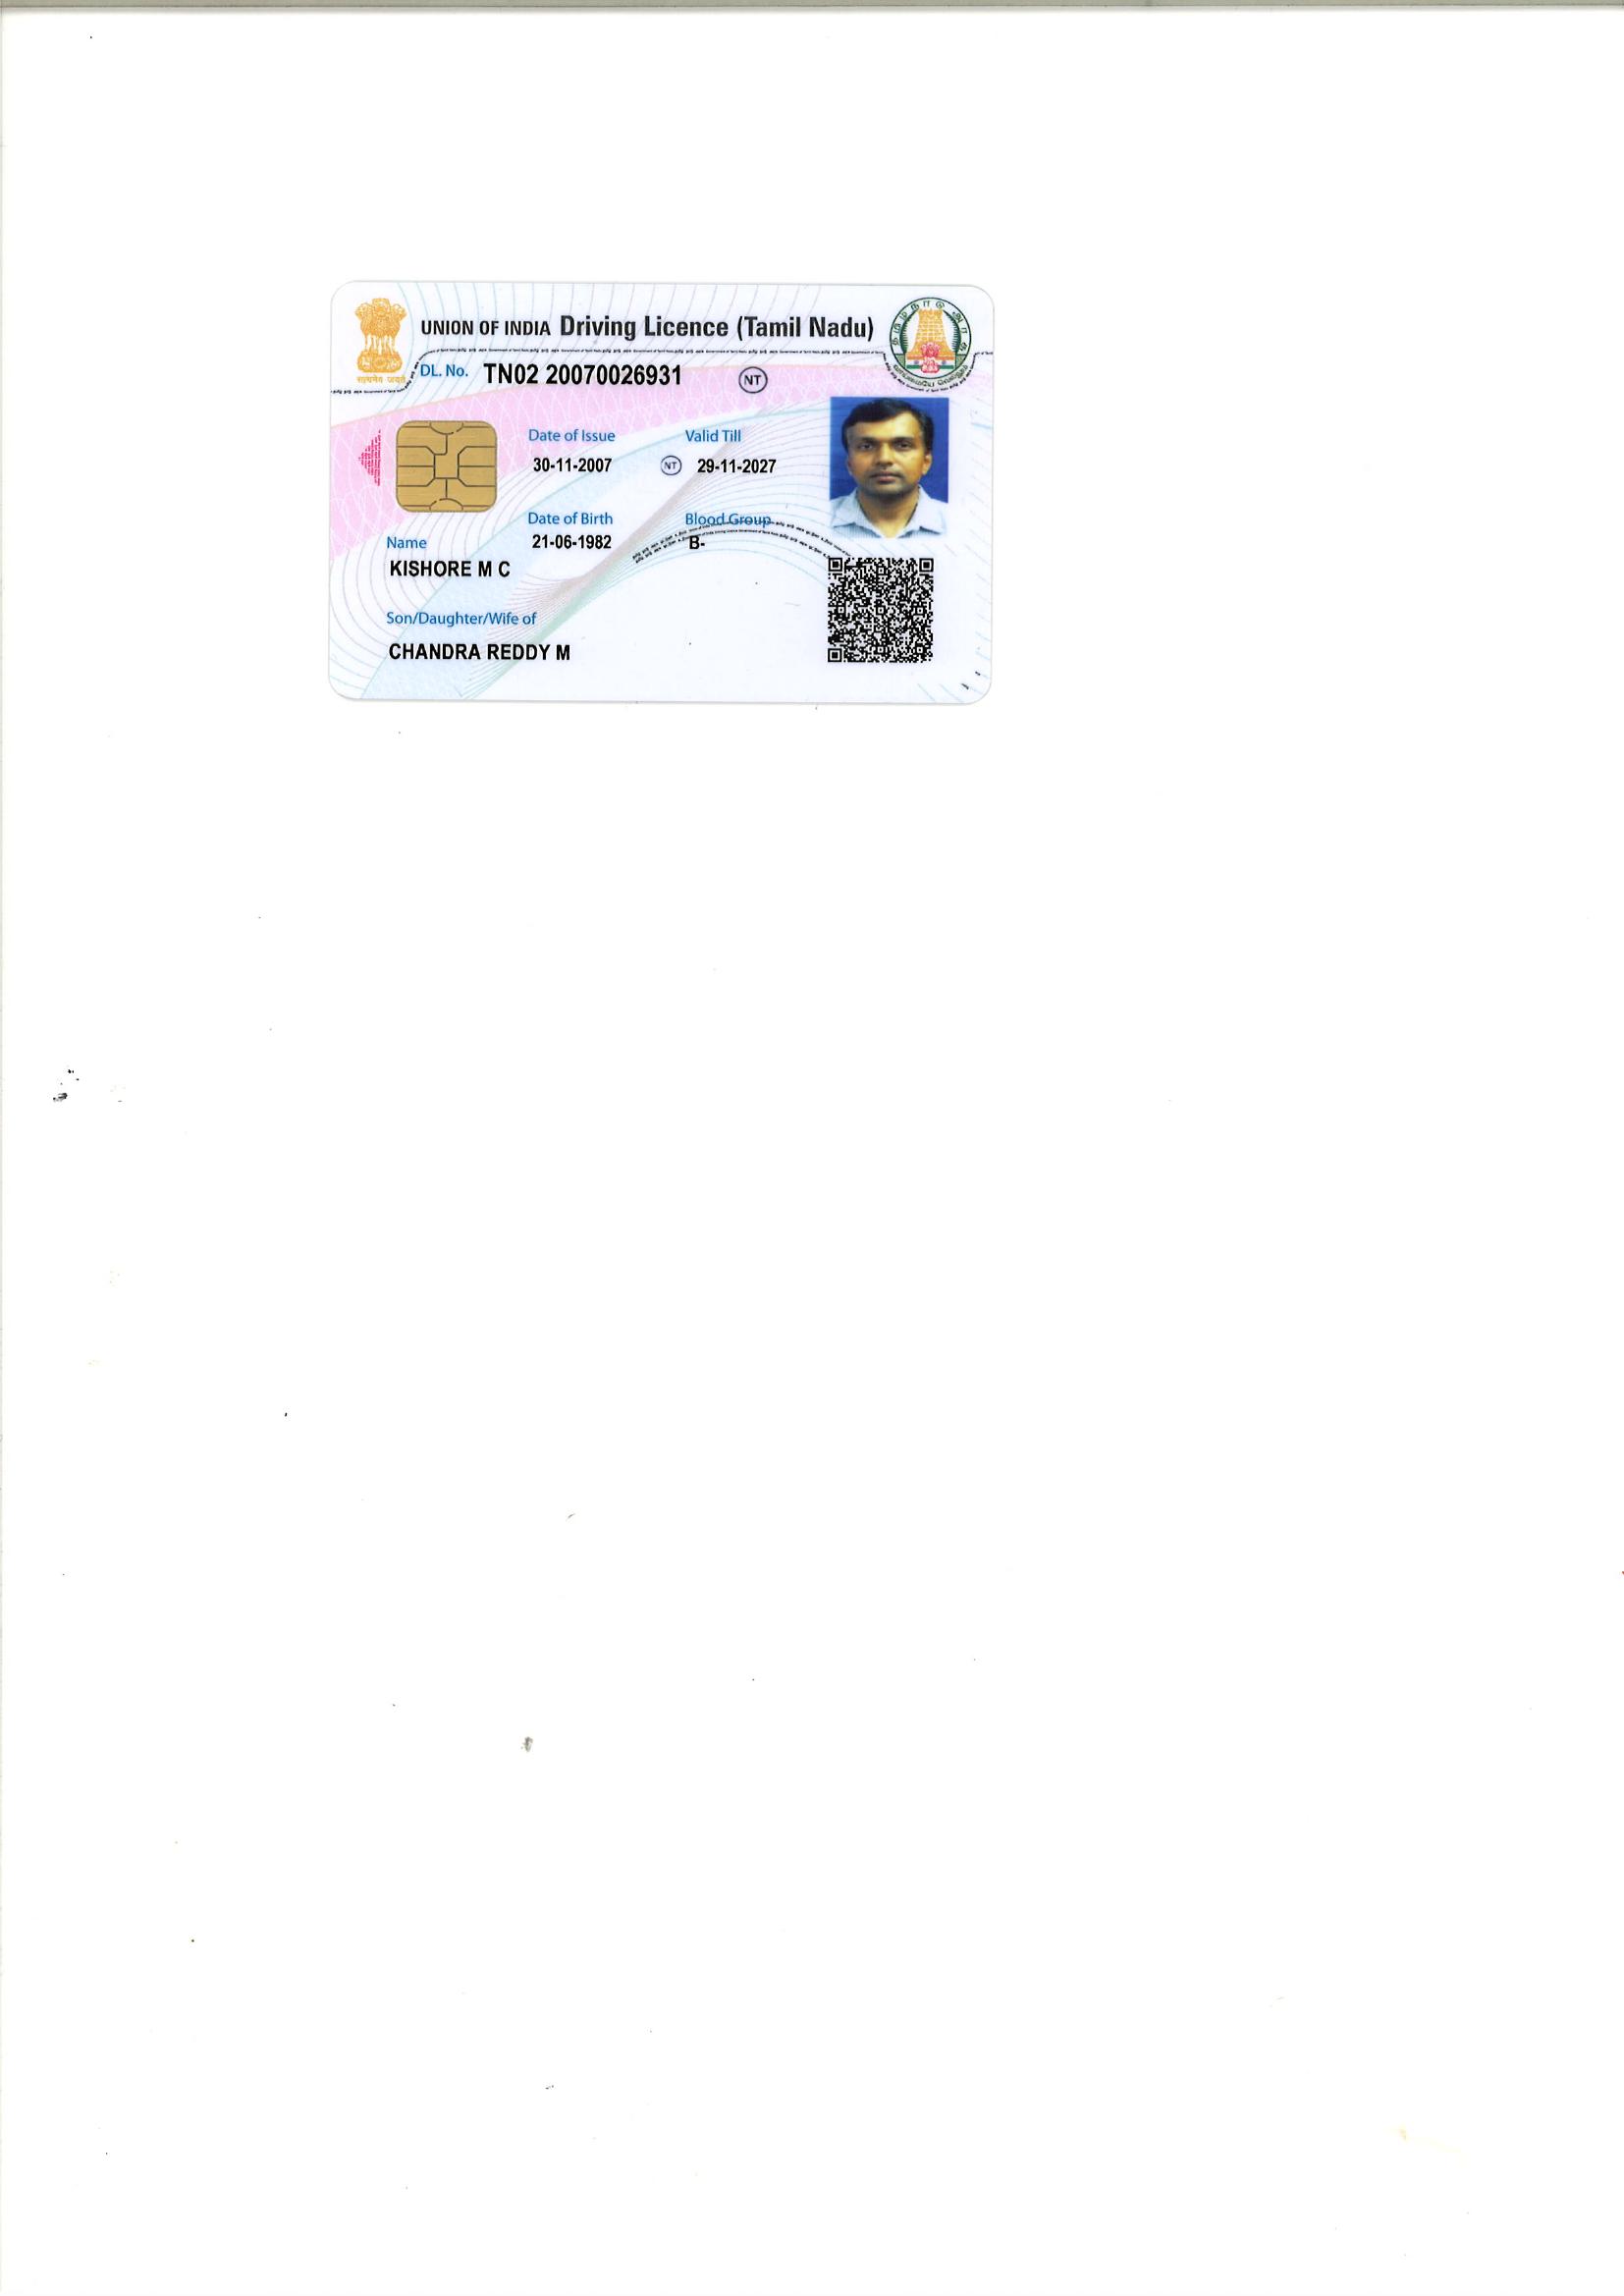 UNION OF INDIA Driving Licence (Tamil Nadu)
DL. No. TN02 20070026931 NT
सत्यमेव जयते
Date of Issue Valid Till
30-11-2007 NT 29-11-2027
Date of Birth Blood Group
21-06-1982 B-
Name
KISHORE M C
Son/Daughter/Wife of
CHANDRA REDDY M